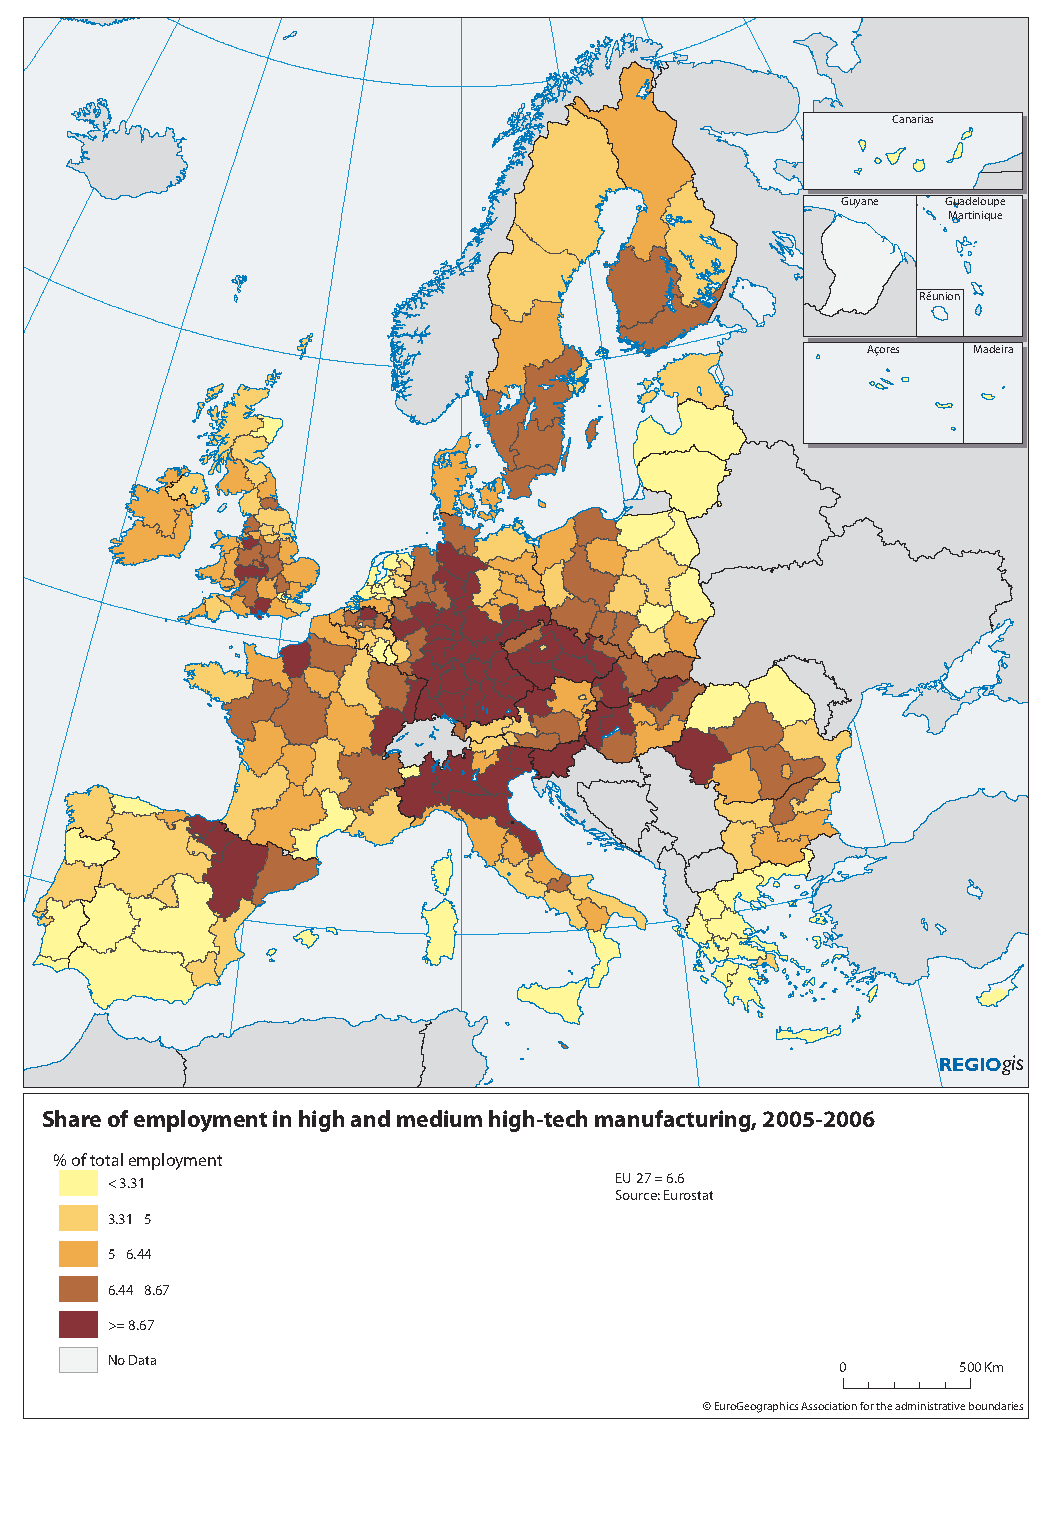 Canarias
Guyane
Guadeloupe
Martinique
Réunion
Açores
Madeira
REGIOgis
Share of employment in high and medium high-tech manufacturing, 2005-2006
% of total employment
< 3.31
3.31 5
5 6.44
6.44 8.67
>= 8.67
No Data
EU 27 = 6.6
Source: Eurostat
0 500 Km
© EuroGeographics Association for the administrative boundaries